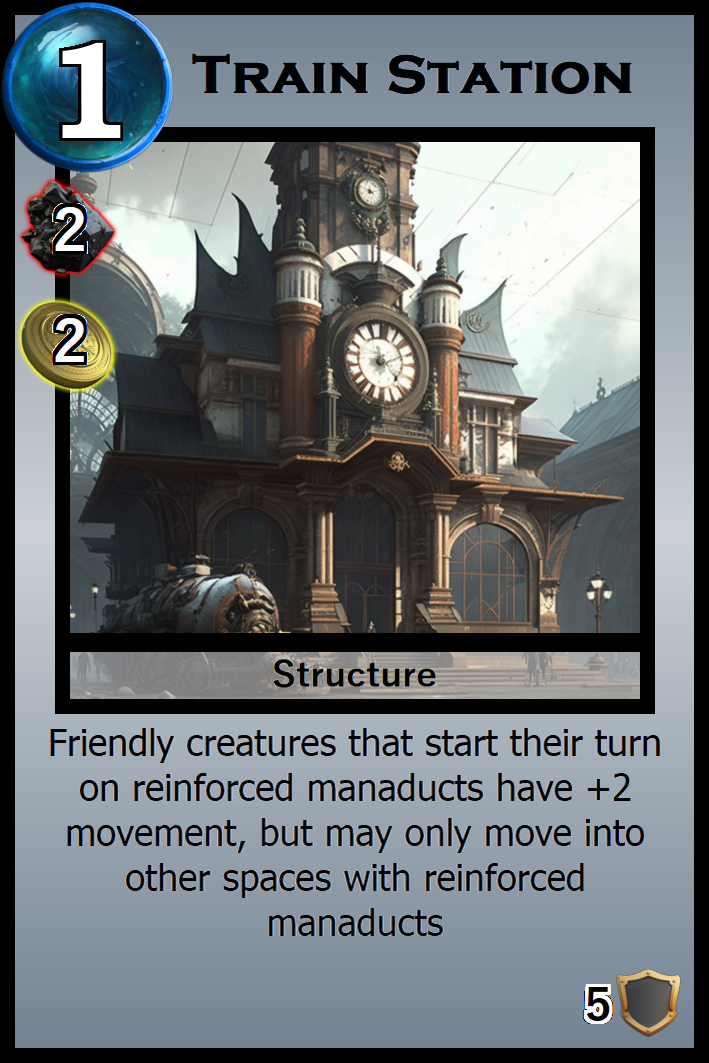 1
Train Station
2
2
Structure
Friendly creatures that start their turn
on reinforced manaducts have +2
movement, but may only move into
other spaces with reinforced
manaducts
5